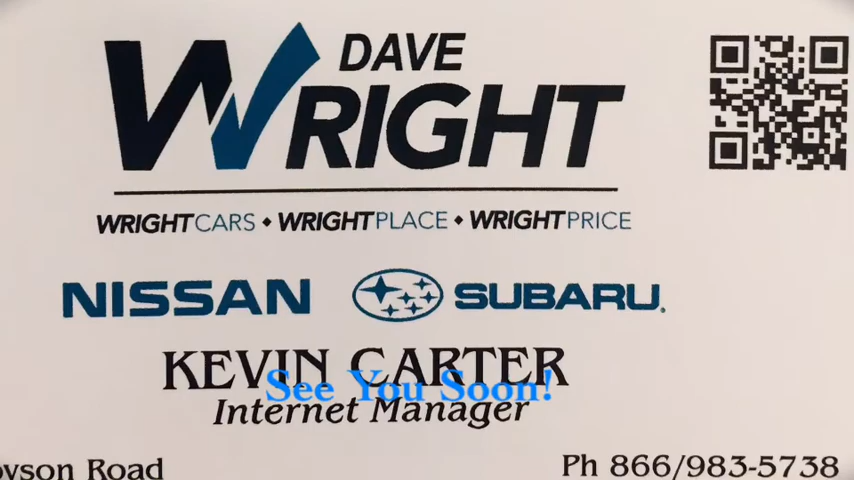 DAVE
WRIGHT
WRIGHTCARS ♦ WRIGHTPLACE ♦ WRIGHTPRICE
NISSAN SUBARU®
KEVIN CARTER
See You Soon!
Internet Manager
Road Ph 866/983-5738